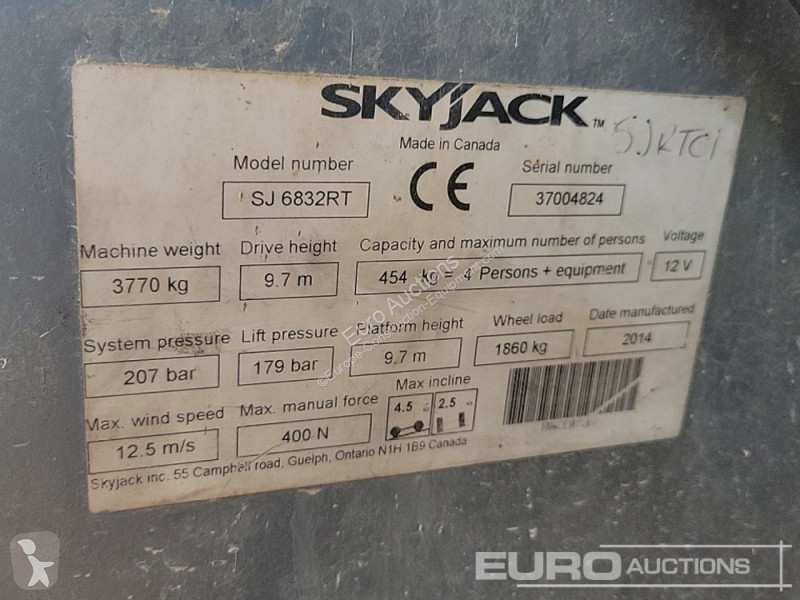 SKYJACK™
Made in Canada
SJRTC1
Model number
SJ 6832RT
CE
Serial number
37004824
Machine weight
3770 kg
Drive height
9.7 m
Capacity and maximum number of persons
454 kg = 4 Persons + equipment
Voltage
12 V
System pressure
207 bar
Lift pressure
179 bar
Platform height
9.7 m
Wheel load
1860 kg
Date manufactured
2014
Max. wind speed
12.5 m/s
Max. manual force
400 N
Max incline
4.5
2.5
Skyjack inc. 55 Campbell road, Guelph, Ontario N1H 1B9 Canada
Euro Auctions
©Europe-Construction-Equipment.com
EURO AUCTIONS